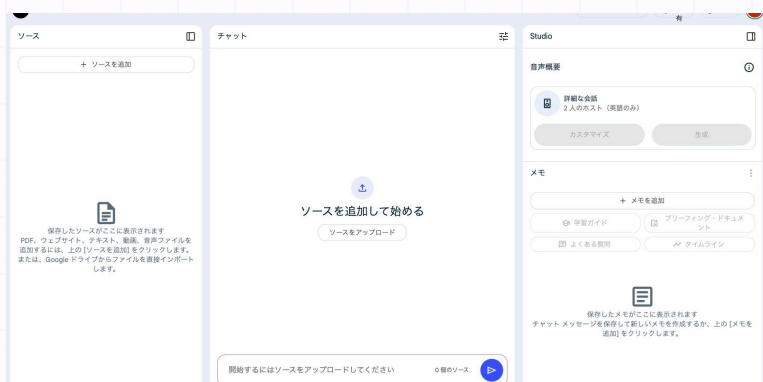 有
ソース
+ ソースを追加
保存したソースがここに表示されます
PDF、ウェブサイト、テキスト、動画、音声ファイルを
追加するには、上の [ソースを追加] をクリックします。
または、Google ドライブからファイルを直接インポート
します。
チャット
ソースを追加して始める
ソースをアップロード
開始するにはソースをアップロードしてください
0 個のソース
Studio
音声概要
詳細な会話
2 人のホスト（英語のみ）
カスタマイズ
生成
メモ
+ メモを追加
学習ガイド
ブリーフィング・ドキュメ
ント
よくある質問
タイムライン
保存したメモがここに表示されます
チャット メッセージを保存して新しいメモを作成するか、上の [メモを
追加] をクリックします。